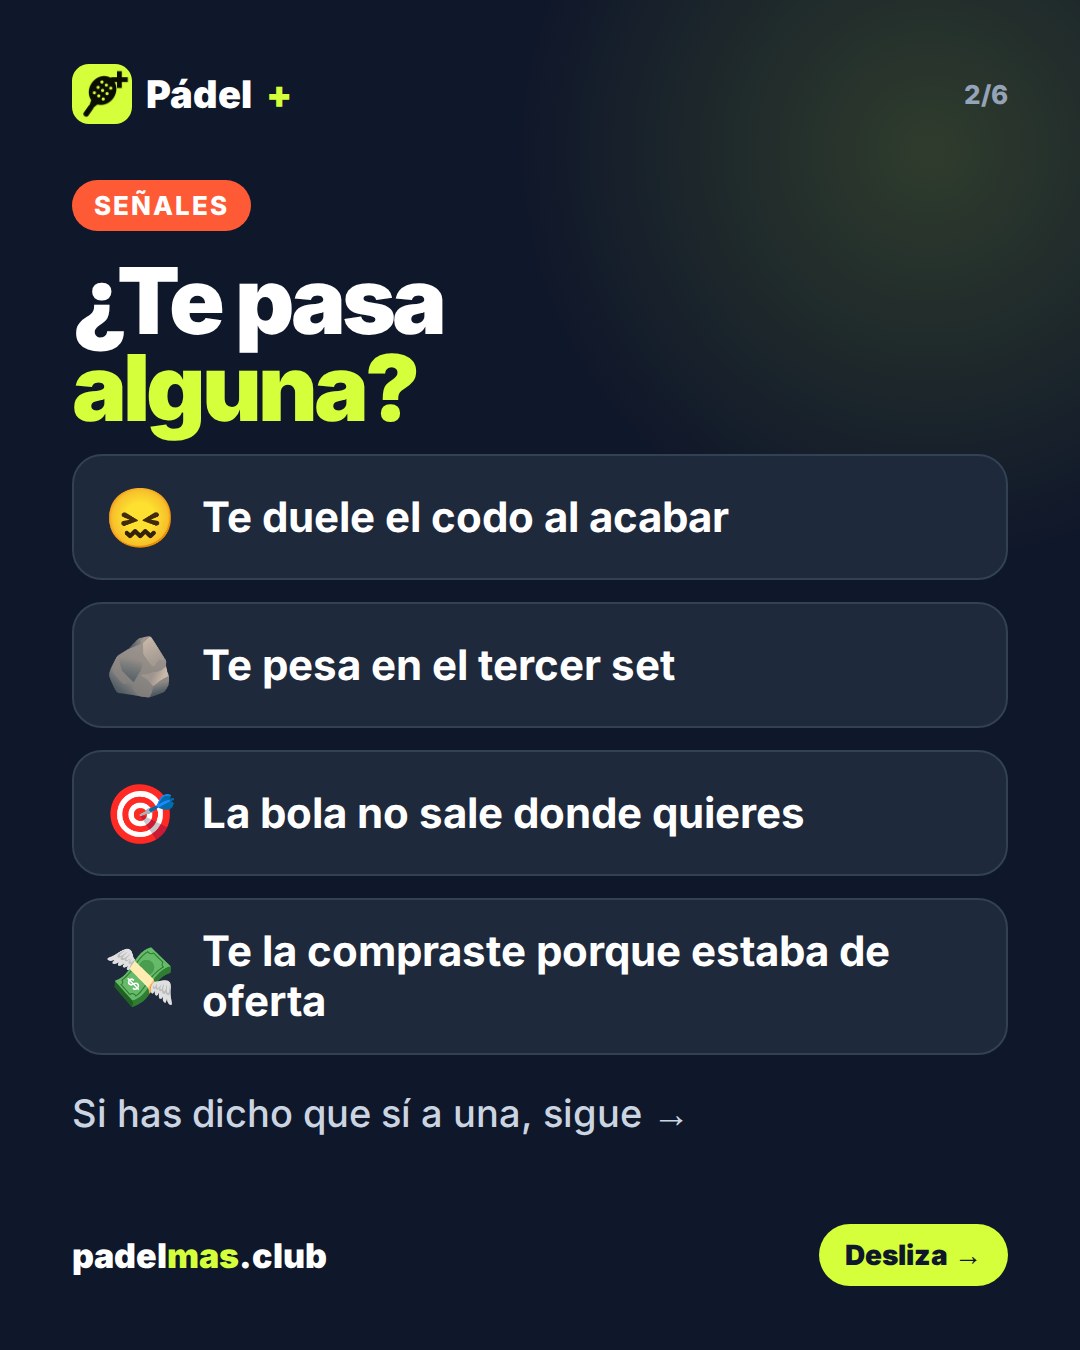 Pádel +
2/6
SEÑALES
¿Te pasa
alguna?
Te duele el codo al acabar
Te pesa en el tercer set
La bola no sale donde quieres
Te la compraste porque estaba de
oferta
Si has dicho que sí a una, sigue →
padelmas.club
Desliza →